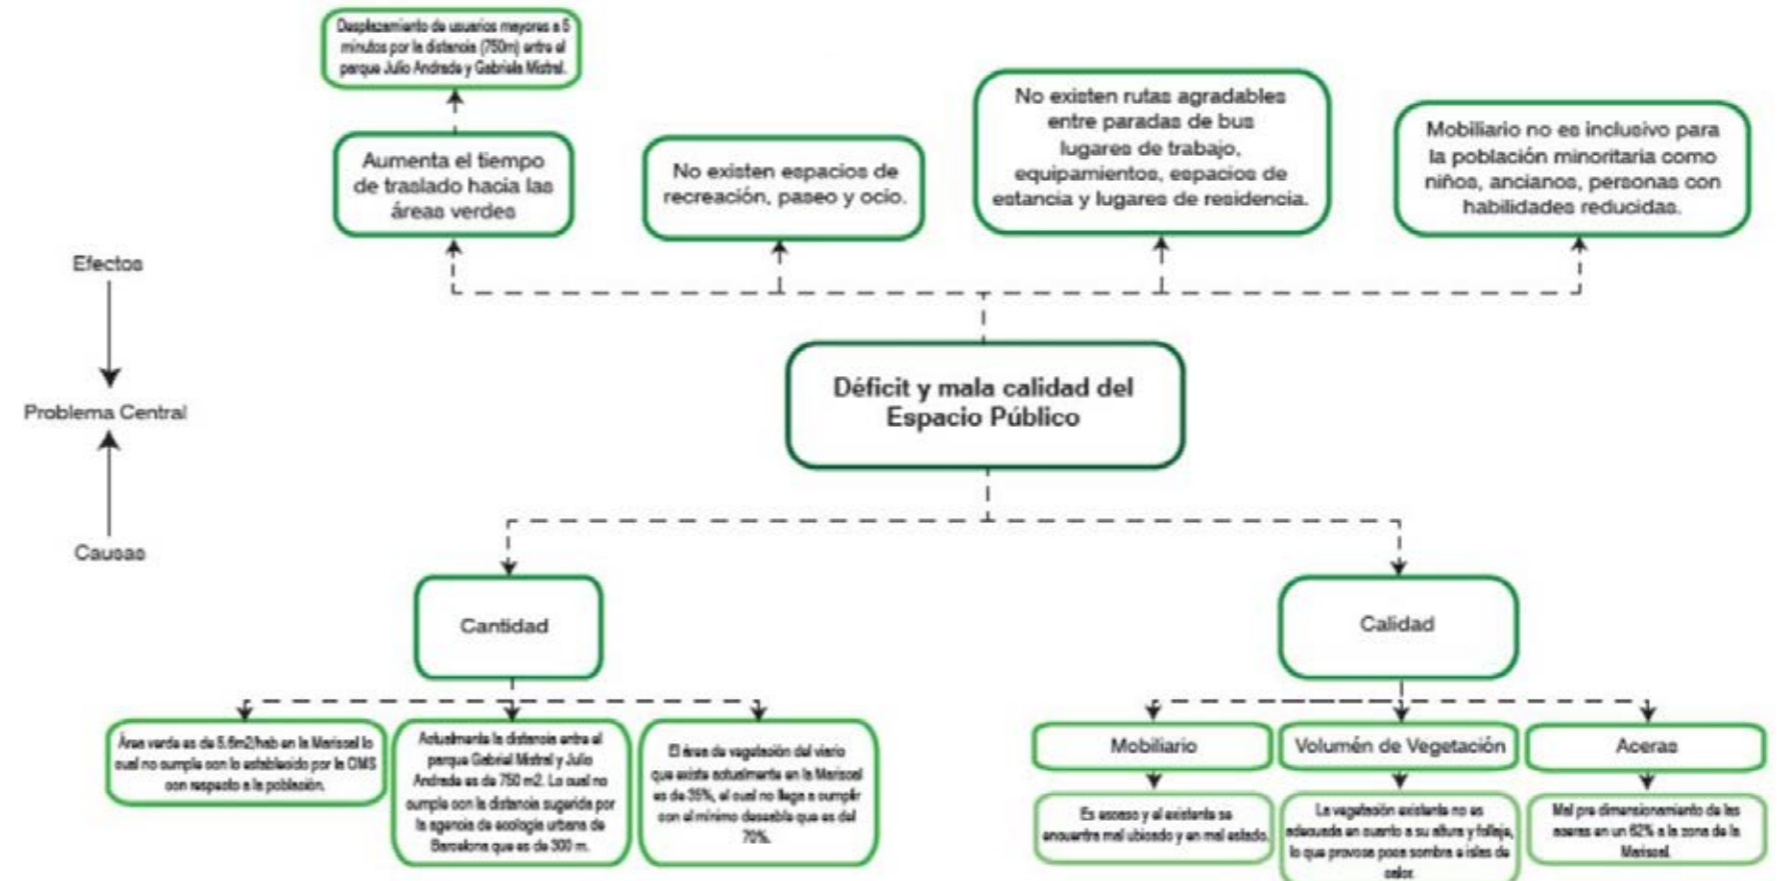 Desplazamiento de usuarios mayores a 5
minutos por la distancia (750m) entre el
parque Julio Andrade y Gabriela Mistral.
Aumenta el tiempo
de traslado hacia las
áreas verdes
No existen espacios de
recreación, paseo y ocio.
No existen rutas agradables
entre paradas de bus
lugares de trabajo,
equipamientos, espacios de
estancia y lugares de residencia.
Mobiliario no es inclusivo para
la población minoritaria como
niños, ancianos, personas con
habilidades reducidas.
Efectos
Problema Central
Causas
Déficit y mala calidad del
Espacio Público
Cantidad
Calidad
Área verde es de 5.6m2/hab en la Mariscal lo
cual no cumple con lo establecido por la OMS
con respecto a la población.
Actualmente la distancia entre el
parque Gabriel Mistral y Julio
Andrade es de 750 m2. Lo cual no
cumple con la distancia sugerida por
la agencia de ecología urbana de
Barcelona que es de 300 m.
El área de vegetación del viario
que existe actualmente en la Mariscal
es de 35%, el cual no llega a cumplir
con el mínimo deseable que es del
70%.
Mobiliario
Volumén de Vegetación
Aceras
Es escaso y el existente se
encuentra mal ubicado y en mal estado.
La vegetación existente no es
adecuada en cuanto a su altura y follaje,
lo que provoca poca sombra e islas de
calor.
Mal pre dimensionamiento de las
aceras en un 62% a la zona de la
Mariscal.